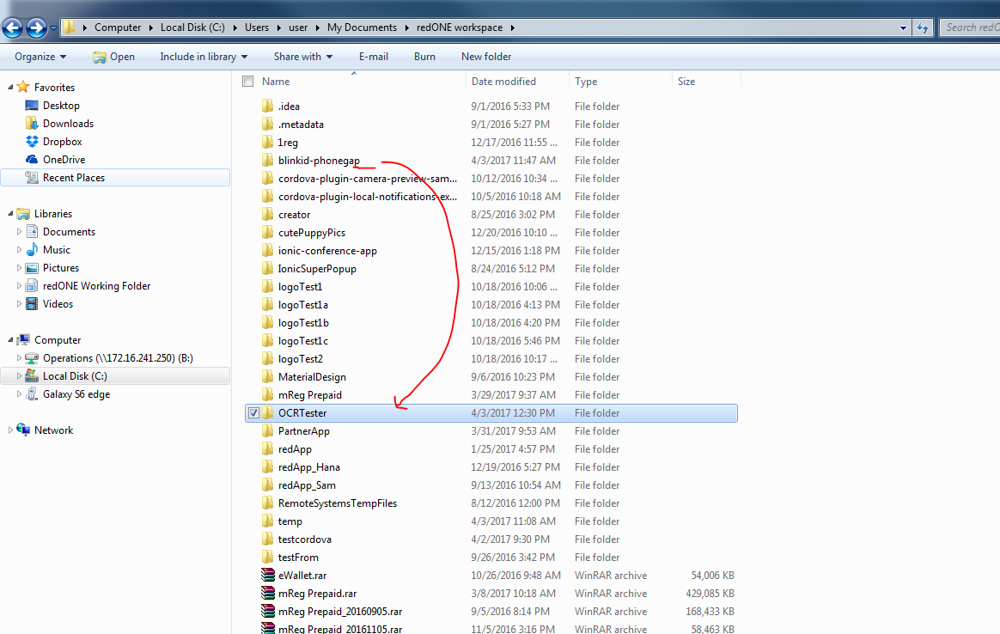 Computer Local Disk (C:) Users user My Documents redONE workspace Search redO
Organize Open Include in library Share with E-mail Burn New folder
Favorites
Desktop
Downloads
Dropbox
OneDrive
Recent Places
Libraries
Documents
Music
Pictures
redONE Working Folder
Videos
Computer
Operations (\\172.16.241.250) (B:)
Local Disk (C:)
Galaxy S6 edge
Network
Name Date modified Type Size
.idea 9/1/2016 5:33 PM File folder
.metadata 9/1/2016 5:27 PM File folder
1reg 12/17/2016 11:55 ... File folder
blinkid-phonegap 4/3/2017 11:47 AM File folder
cordova-plugin-camera-preview-sam... 10/12/2016 10:34 ... File folder
cordova-plugin-local-notifications-ex... 10/5/2016 10:18 AM File folder
creator 8/25/2016 3:02 PM File folder
cutePuppyPics 12/20/2016 10:10 ... File folder
ionic-conference-app 12/15/2016 1:18 PM File folder
IonicSuperPopup 8/24/2016 5:12 PM File folder
logoTest1 10/18/2016 10:06 ... File folder
logoTest1a 10/18/2016 4:13 PM File folder
logoTest1b 10/18/2016 4:20 PM File folder
logoTest1c 10/18/2016 5:46 PM File folder
logoTest2 10/18/2016 10:17 ... File folder
MaterialDesign 9/6/2016 10:23 PM File folder
mReg Prepaid 3/29/2017 9:37 AM File folder
OCRTester 4/3/2017 12:30 PM File folder
PartnerApp 3/31/2017 9:53 AM File folder
redApp 1/25/2017 4:57 PM File folder
redApp_Hana 12/19/2016 5:27 PM File folder
redApp_Sam 9/13/2016 10:54 AM File folder
RemoteSystemsTempFiles 8/12/2016 12:00 PM File folder
temp 4/3/2017 11:08 AM File folder
testcordova 4/2/2017 9:30 PM File folder
testFrom 9/26/2016 3:42 PM File folder
eWallet.rar 10/26/2016 9:48 AM WinRAR archive 54,006 KB
mReg Prepaid.rar 3/8/2017 10:18 AM WinRAR archive 429,085 KB
mReg Prepaid_20160905.rar 9/5/2016 8:14 PM WinRAR archive 168,433 KB
mReg Prepaid_20161105.rar 11/5/2016 3:16 PM WinRAR archive 58,463 KB